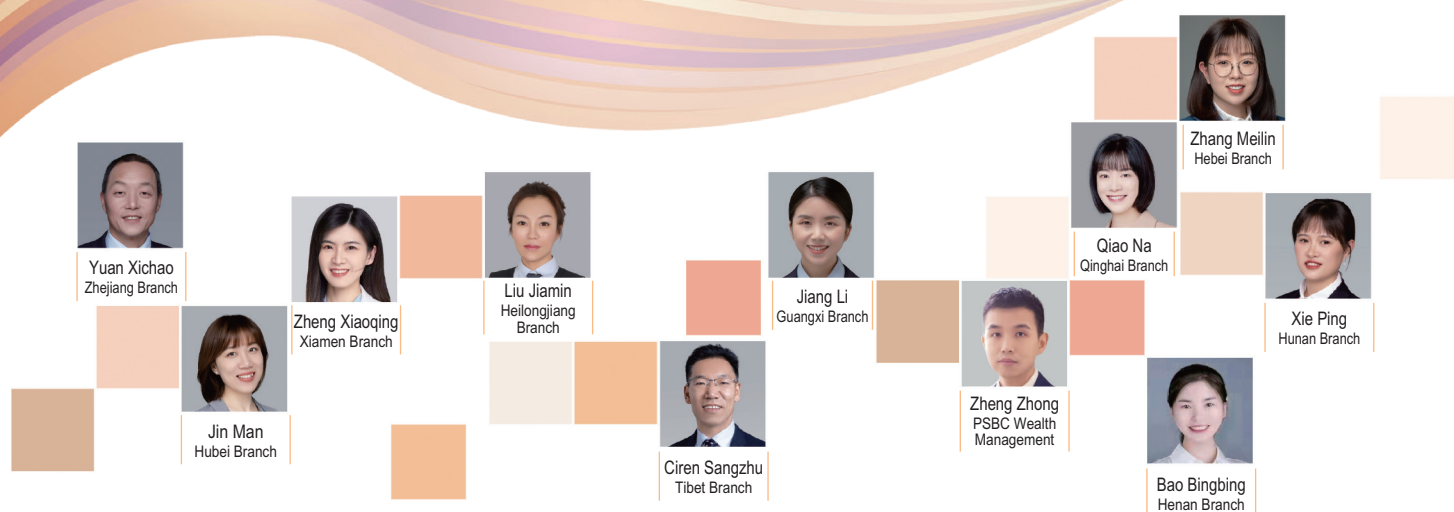 Zhang Meilin
Hebei Branch
Yuan Xichao
Zhejiang Branch
Qiao Na
Qinghai Branch
Liu Jiamin
Heilongjiang
Branch
Jiang Li
Guangxi Branch
Zheng Xiaoqing
Xiamen Branch
Xie Ping
Hunan Branch
Jin Man
Hubei Branch
Zheng Zhong
PSBC Wealth
Management
Ciren Sangzhu
Tibet Branch
Bao Bingbing
Henan Branch